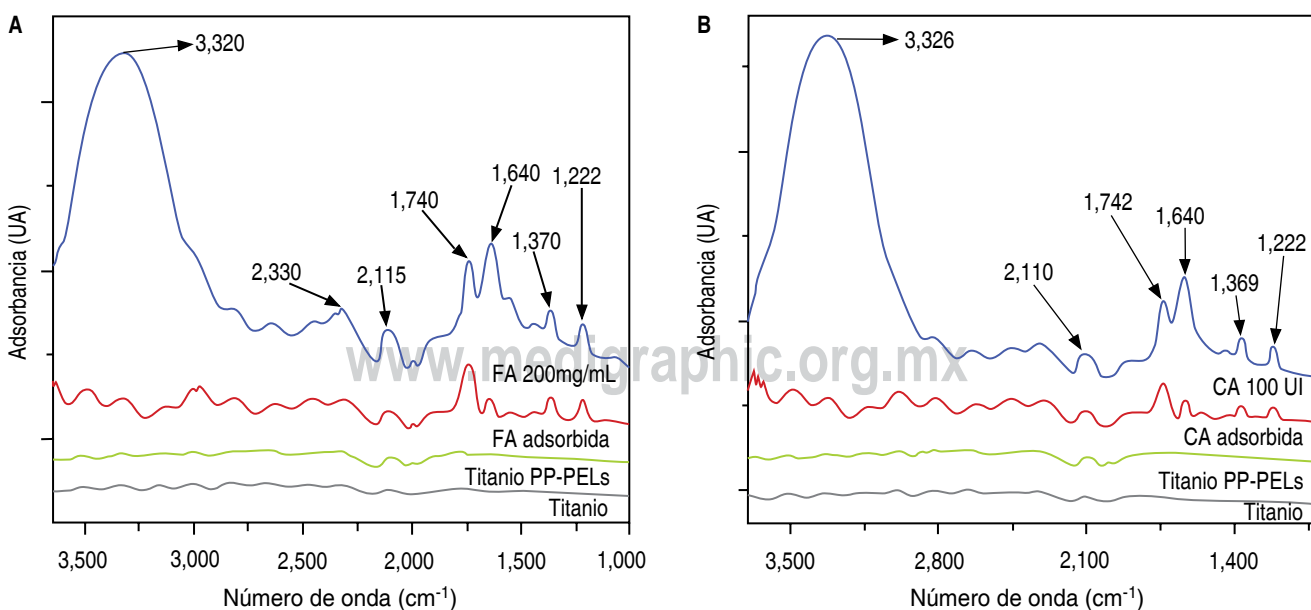 A
3,320
2,330
2,115
1,740
1,640
1,370
1,222
Adsorbancia (UA)
FA 200mg/mL
FA adsorbida
Titanio PP-PELs
Titanio
3,500 3,000 2,500 2,000 1,500 1,000
Número de onda (cm-1)
B
3,326
2,110
1,742
1,640
1,369
1,222
Adsorbancia (UA)
CA 100 UI
CA adsorbida
Titanio PP-PELs
Titanio
3,500 2,800 2,100 1,400
Número de onda (cm-1)
www.medigraphic.org.mx